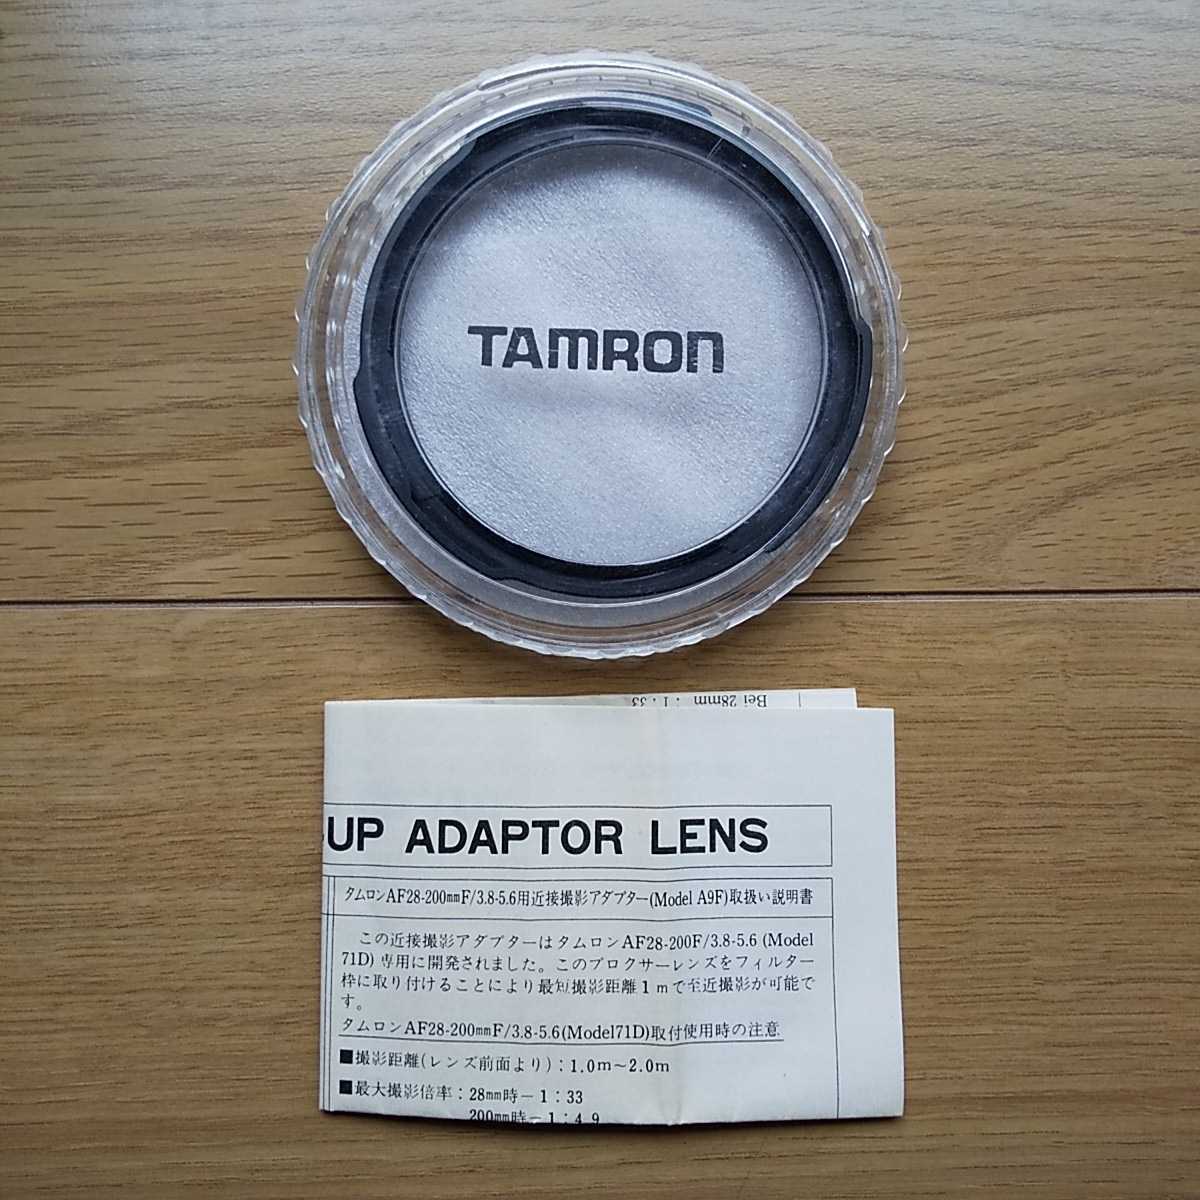 TAMRON
Bei 28mm : 1 : 33
-UP ADAPTOR LENS
タムロンAF28-200mmF/3.8-5.6用近接撮影アダプター(Model A9F)取扱い説明書
この近接撮影アダプターはタムロンAF28-200F/3.8-5.6 (Model
71D) 専用に開発されました。このプロクサーレンズをフィルター
枠に取り付けることにより最短撮影距離1mで至近撮影が可能で
す。
タムロンAF28-200mmF/3.8-5.6(Model71D)取付使用時の注意
■撮影距離(レンズ前面より)：1.0m～2.0m
■最大撮影倍率：28mm時－1：33
200mm時－1：4.9